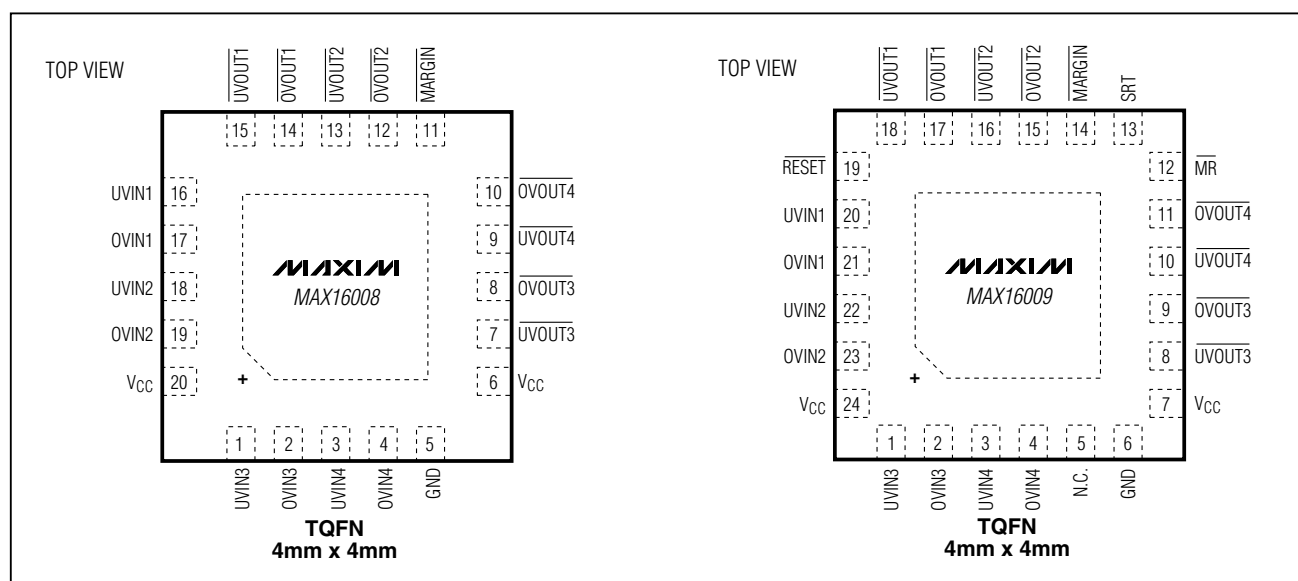 TOP VIEW
UVOUT1
OVOUT1
UVOUT2
OVOUT2
MARGIN
15 14 13 12 11
UVIN1 16
OVIN1 17
UVIN2 18
OVIN2 19
VCC 20
10 OVOUT4
9 UVOUT4
8 OVOUT3
7 UVOUT3
6 VCC
MAXIM
MAX16008
+
1 2 3 4 5
UVIN3
OVIN3
UVIN4
OVIN4
GND
TQFN
4mm x 4mm
TOP VIEW
UVOUT1
OVOUT1
UVOUT2
OVOUT2
MARGIN
SRT
18 17 16 15 14 13
RESET 19
UVIN1 20
OVIN1 21
UVIN2 22
OVIN2 23
VCC 24
12 MR
11 OVOUT4
10 UVOUT4
9 OVOUT3
8 UVOUT3
7 VCC
MAXIM
MAX16009
+
1 2 3 4 5 6
UVIN3
OVIN3
UVIN4
OVIN4
N.C.
GND
TQFN
4mm x 4mm